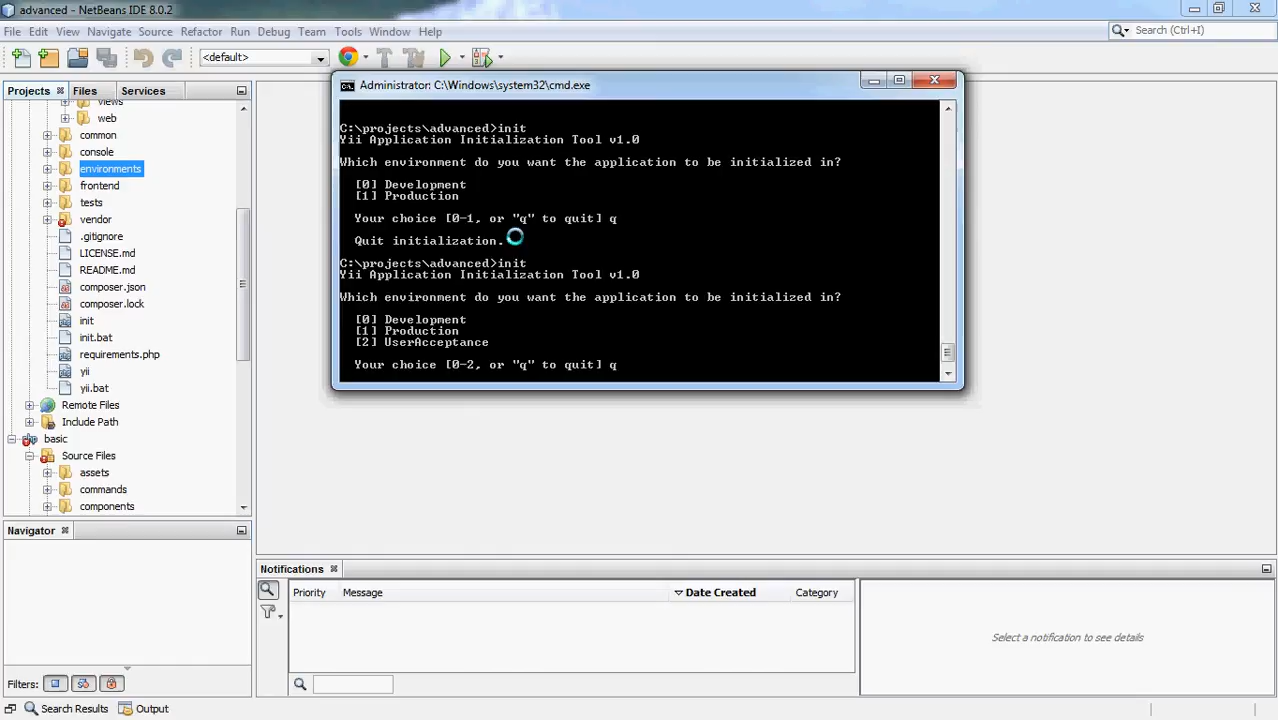 advanced - NetBeans IDE 8.0.2
File Edit View Navigate Source Refactor Run Debug Team Tools Window Help
Search (Ctrl+I)
<default>
Projects Files Services
views
web
common
console
environments
frontend
tests
vendor
.gitignore
LICENSE.md
README.md
composer.json
composer.lock
init
init.bat
requirements.php
yii
yii.bat
Remote Files
Include Path
basic
Source Files
assets
commands
components
Administrator: C:\Windows\system32\cmd.exe
C:\projects\advanced>init
Yii Application Initialization Tool v1.0
Which environment do you want the application to be initialized in?
[0] Development
[1] Production
Your choice [0-1, or "q" to quit] q
Quit initialization.
C:\projects\advanced>init
Yii Application Initialization Tool v1.0
Which environment do you want the application to be initialized in?
[0] Development
[1] Production
[2] UserAcceptance
Your choice [0-2, or "q" to quit] q
Navigator
Filters:
Notifications
Priority Message Date Created Category
Select a notification to see details
Search Results Output